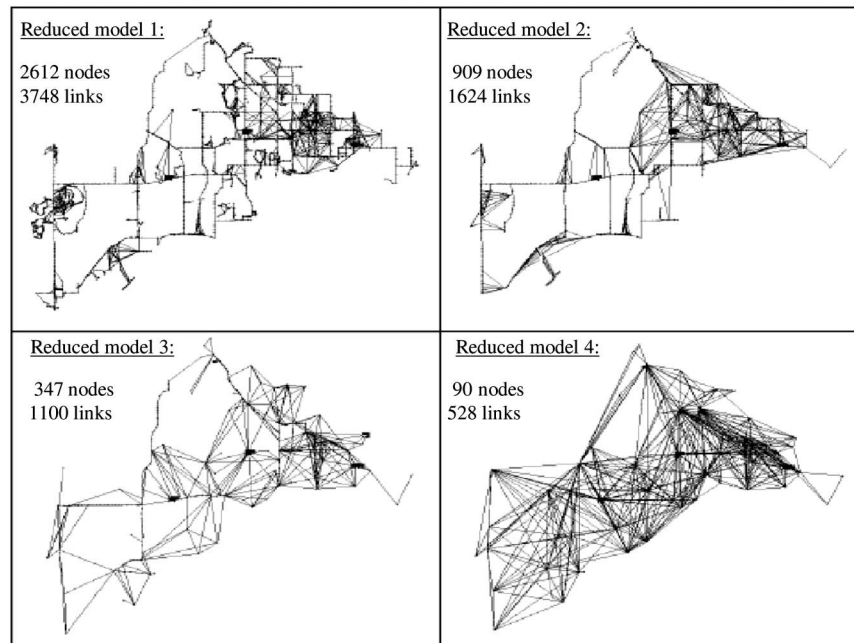 Reduced model 1:
2612 nodes
3748 links
Reduced model 2:
909 nodes
1624 links
Reduced model 3:
347 nodes
1100 links
Reduced model 4:
90 nodes
528 links